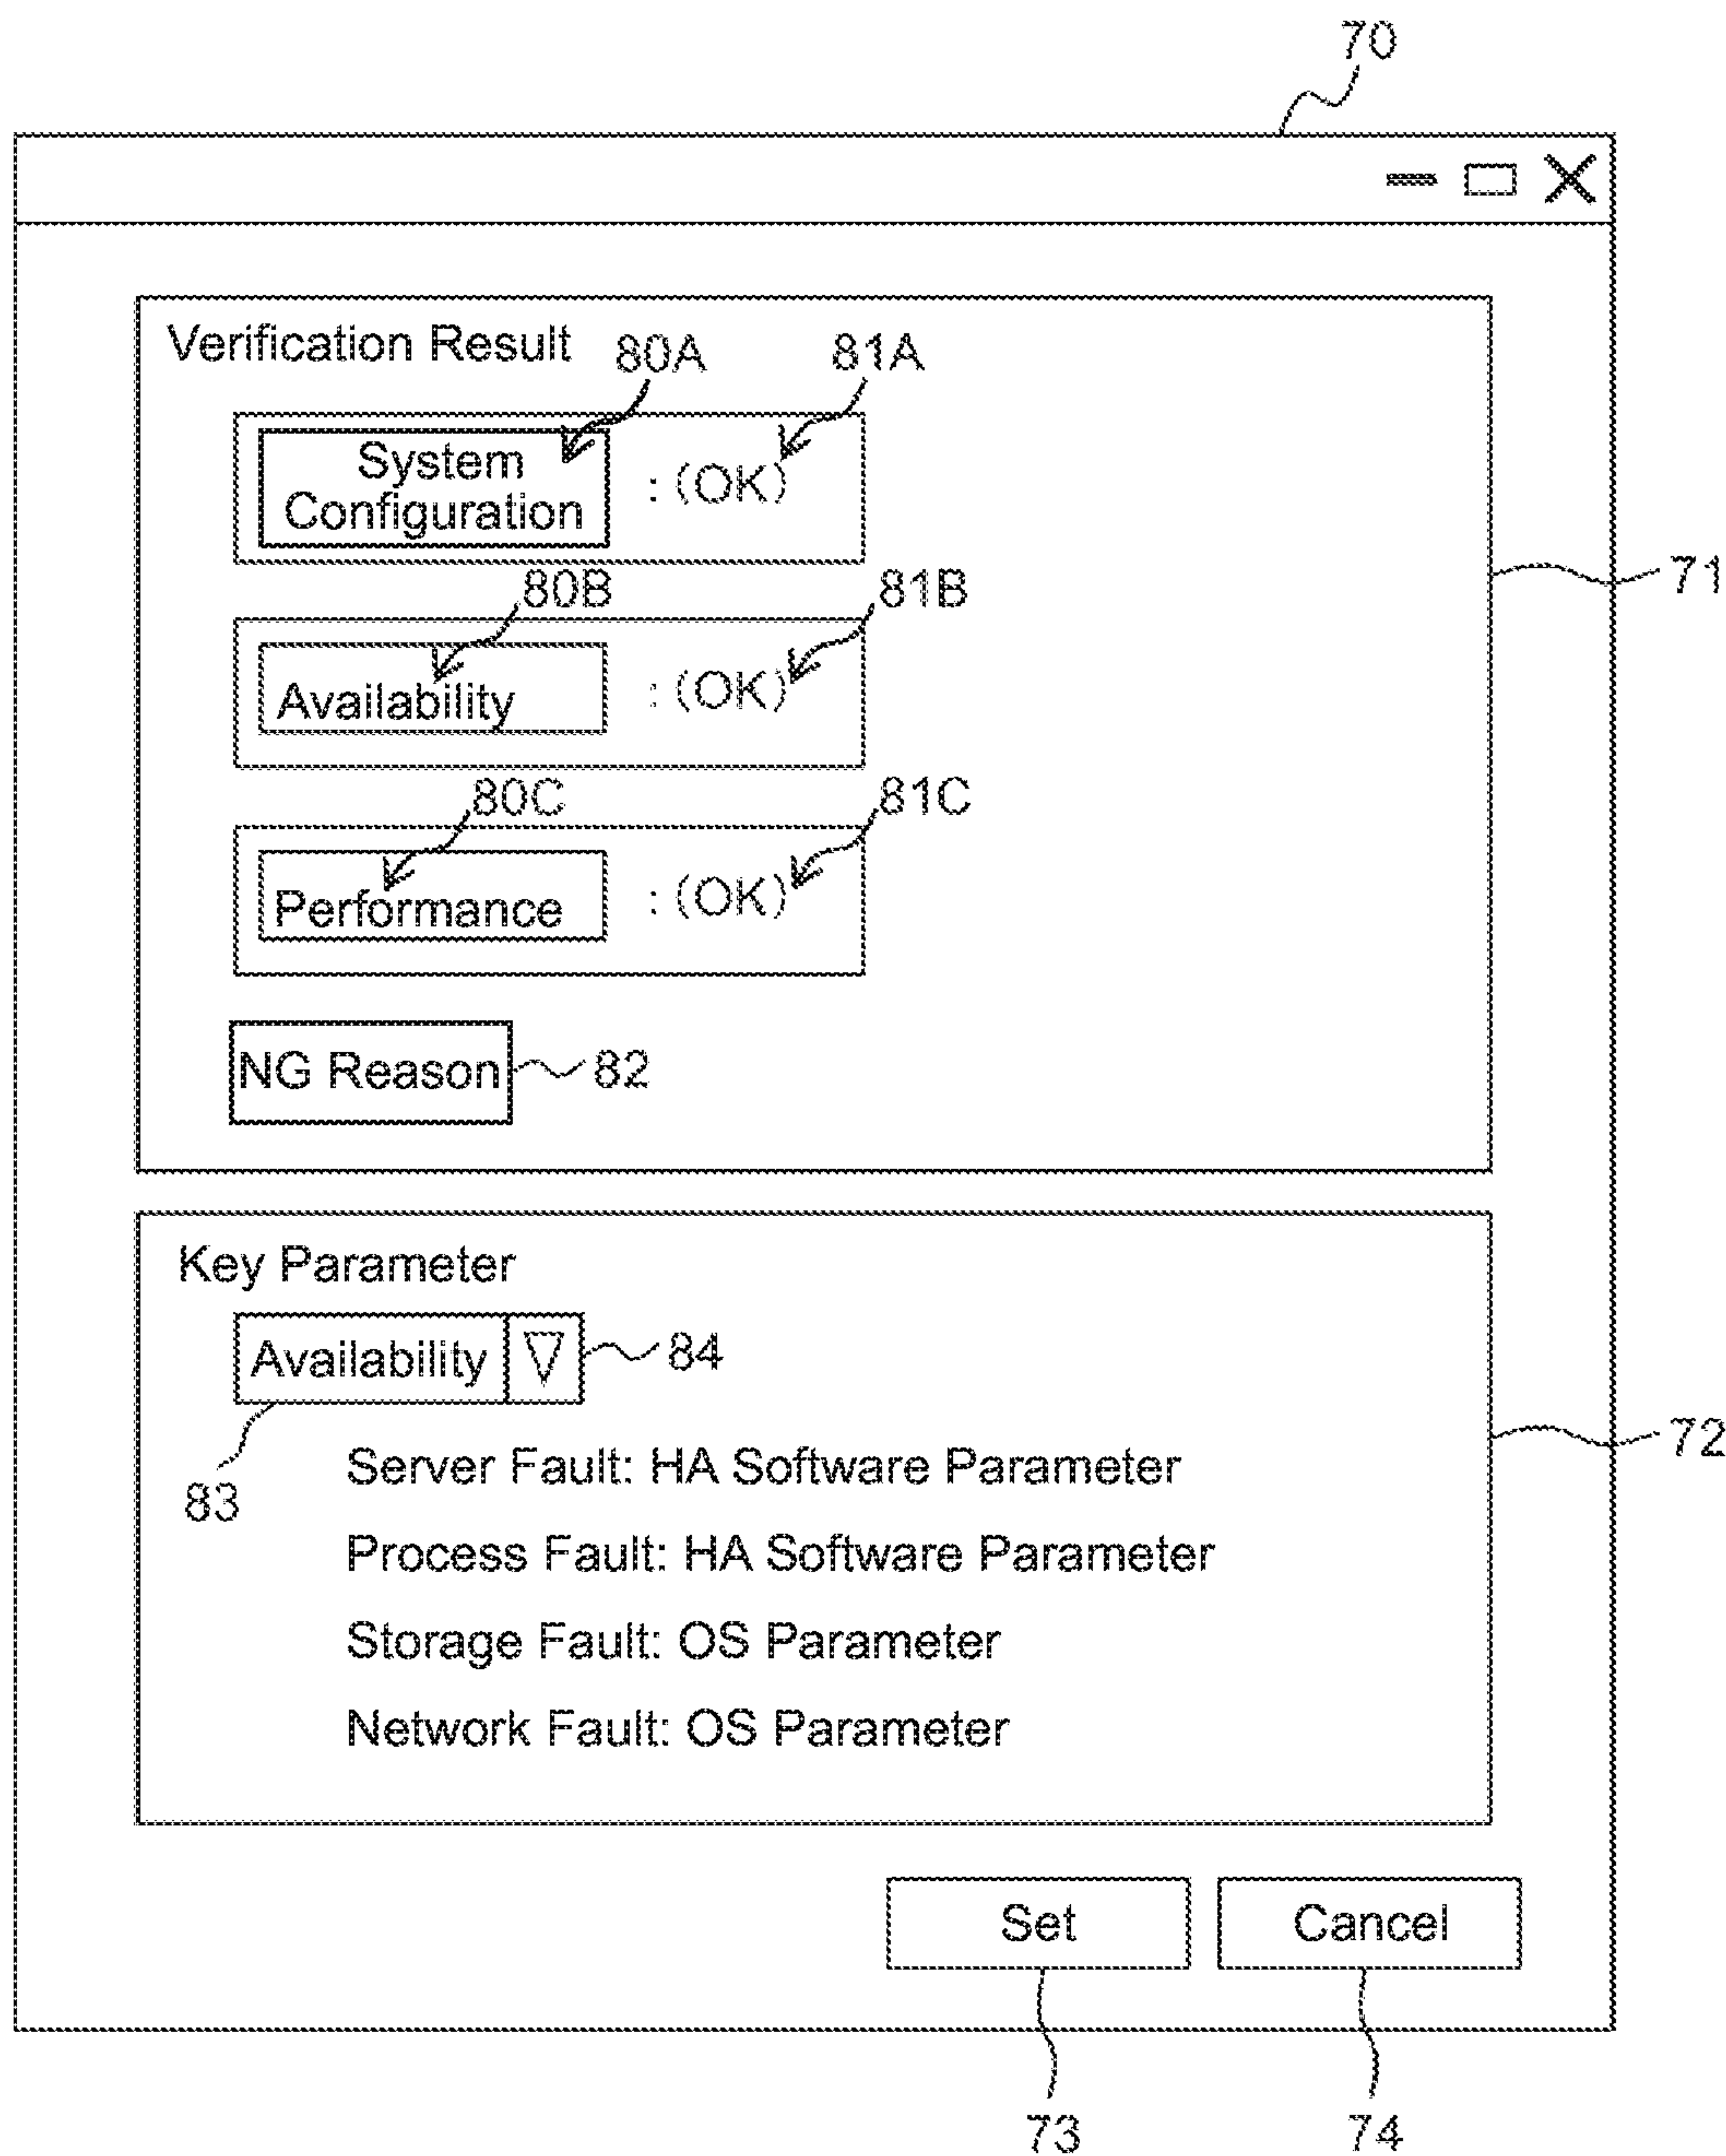 70
Verification Result
80A
81A
System
Configuration
: (OK)
71
80B
81B
Availability
: (OK)
80C
81C
Performance
: (OK)
NG Reason
82
Key Parameter
Availability
84
83
72
Server Fault: HA Software Parameter
Process Fault: HA Software Parameter
Storage Fault: OS Parameter
Network Fault: OS Parameter
Set
Cancel
73
74